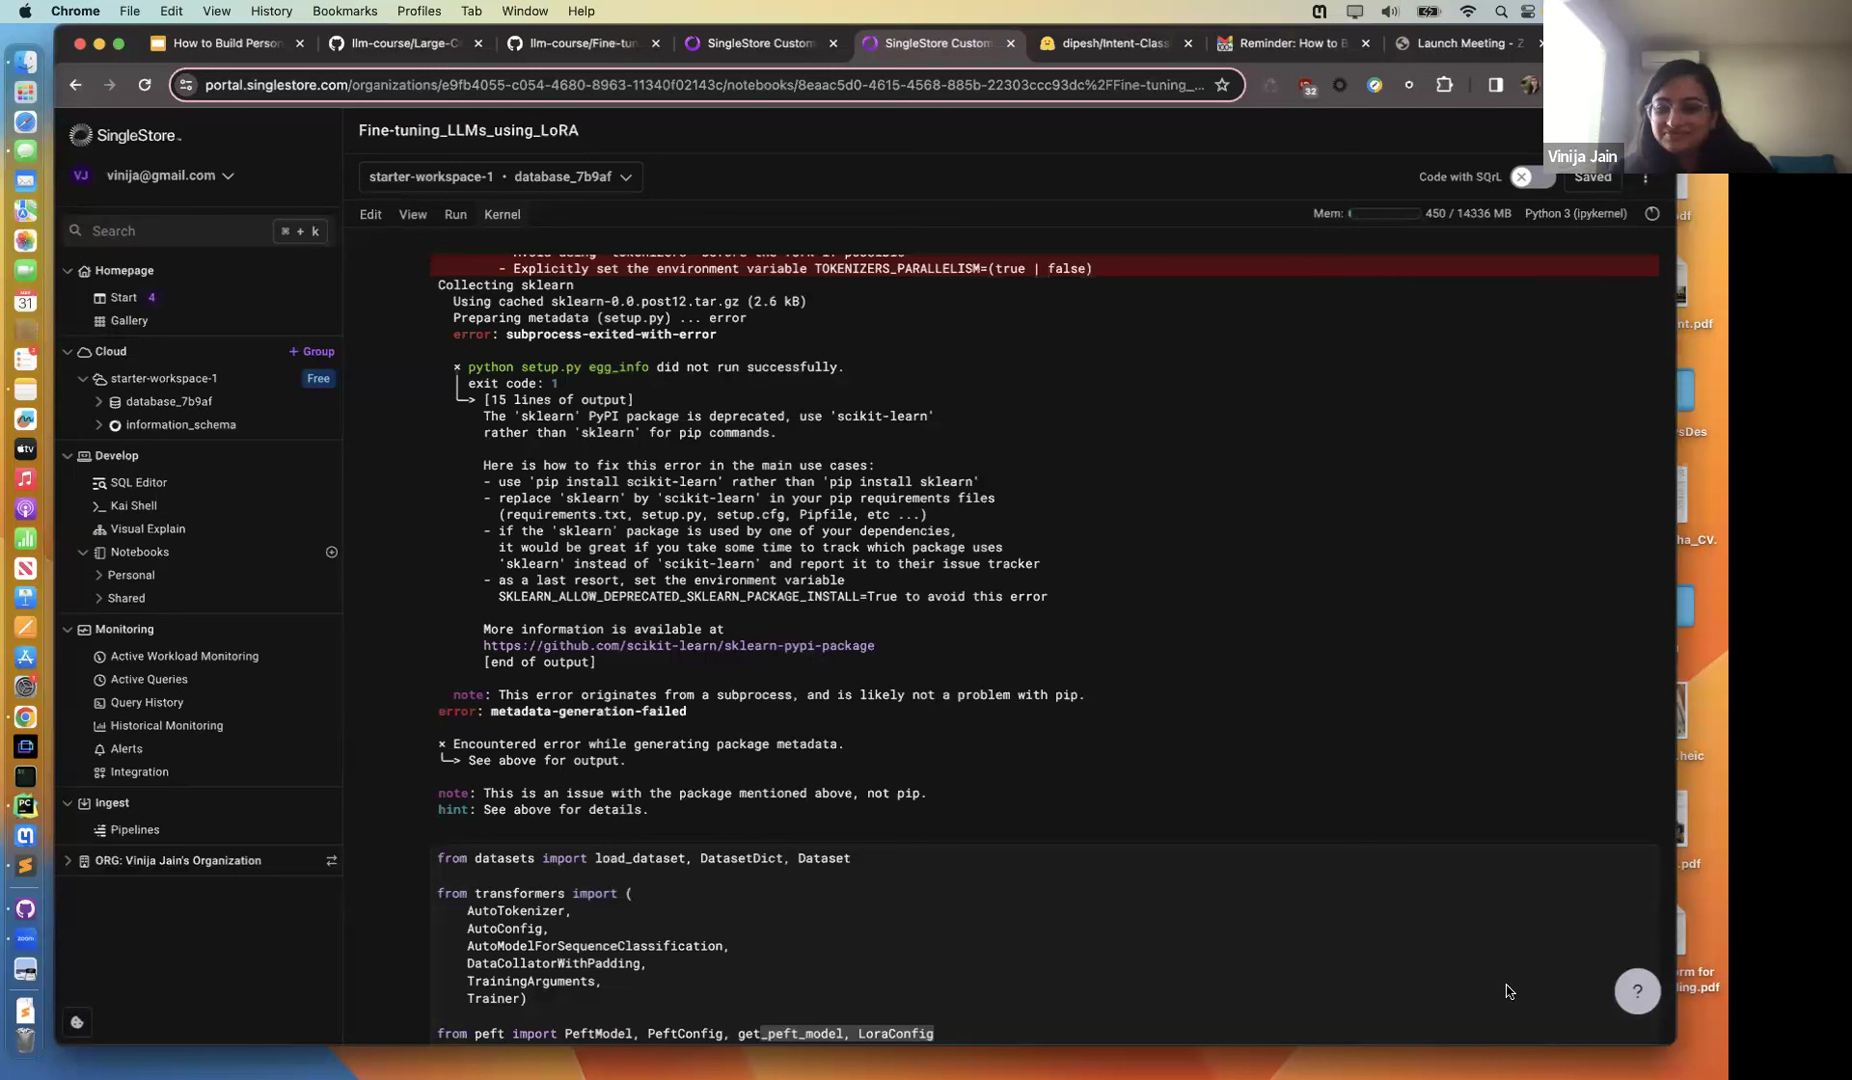 Chrome File Edit View History Bookmarks Profiles Tab Window Help
How to Build Person
llm-course/Large-C
llm-course/Fine-tun
SingleStore Custom
SingleStore Custom
dipesh/Intent-Class
Reminder: How to B
Launch Meeting - Z
portal.singlestore.com/organizations/e9fb4055-c054-4680-8963-11340f02143c/notebooks/8eaac5d0-4615-4568-885b-22303ccc93dc%2FFine-tuning_...
32
Vinija Jain
SingleStore
VJ vinija@gmail.com
Search ⌘ + k
Homepage
Start 4
Gallery
Cloud + Group
starter-workspace-1 Free
database_7b9af
information_schema
Develop
SQL Editor
Kai Shell
Visual Explain
Notebooks
Personal
Shared
Monitoring
Active Workload Monitoring
Active Queries
Query History
Historical Monitoring
Alerts
Integration
Ingest
Pipelines
ORG: Vinija Jain's Organization
Fine-tuning_LLMs_using_LoRA
starter-workspace-1 • database_7b9af
Code with SQrL
Saved
Edit View Run Kernel
Mem: 450 / 14336 MB Python 3 (ipykernel)
- Explicitly set the environment variable TOKENIZERS_PARALLELISM=(true | false)
Collecting sklearn
Using cached sklearn-0.0.post12.tar.gz (2.6 kB)
Preparing metadata (setup.py) ... error
error: subprocess-exited-with-error
× python setup.py egg_info did not run successfully.
│ exit code: 1
╰─> [15 lines of output]
The 'sklearn' PyPI package is deprecated, use 'scikit-learn'
rather than 'sklearn' for pip commands.
Here is how to fix this error in the main use cases:
- use 'pip install scikit-learn' rather than 'pip install sklearn'
- replace 'sklearn' by 'scikit-learn' in your pip requirements files
(requirements.txt, setup.py, setup.cfg, Pipfile, etc ...)
- if the 'sklearn' package is used by one of your dependencies,
it would be great if you take some time to track which package uses
'sklearn' instead of 'scikit-learn' and report it to their issue tracker
- as a last resort, set the environment variable
SKLEARN_ALLOW_DEPRECATED_SKLEARN_PACKAGE_INSTALL=True to avoid this error
More information is available at
https://github.com/scikit-learn/sklearn-pypi-package
[end of output]
note: This error originates from a subprocess, and is likely not a problem with pip.
error: metadata-generation-failed
× Encountered error while generating package metadata.
╰─> See above for output.
note: This is an issue with the package mentioned above, not pip.
hint: See above for details.
from datasets import load_dataset, DatasetDict, Dataset
from transformers import (
AutoTokenizer,
AutoConfig,
AutoModelForSequenceClassification,
DataCollatorWithPadding,
TrainingArguments,
Trainer)
from peft import PeftModel, PeftConfig, get_peft_model, LoraConfig
?
nt.pdf
sDes
ha_CV.
.heic
.pdf
rm for
ling.pdf
31